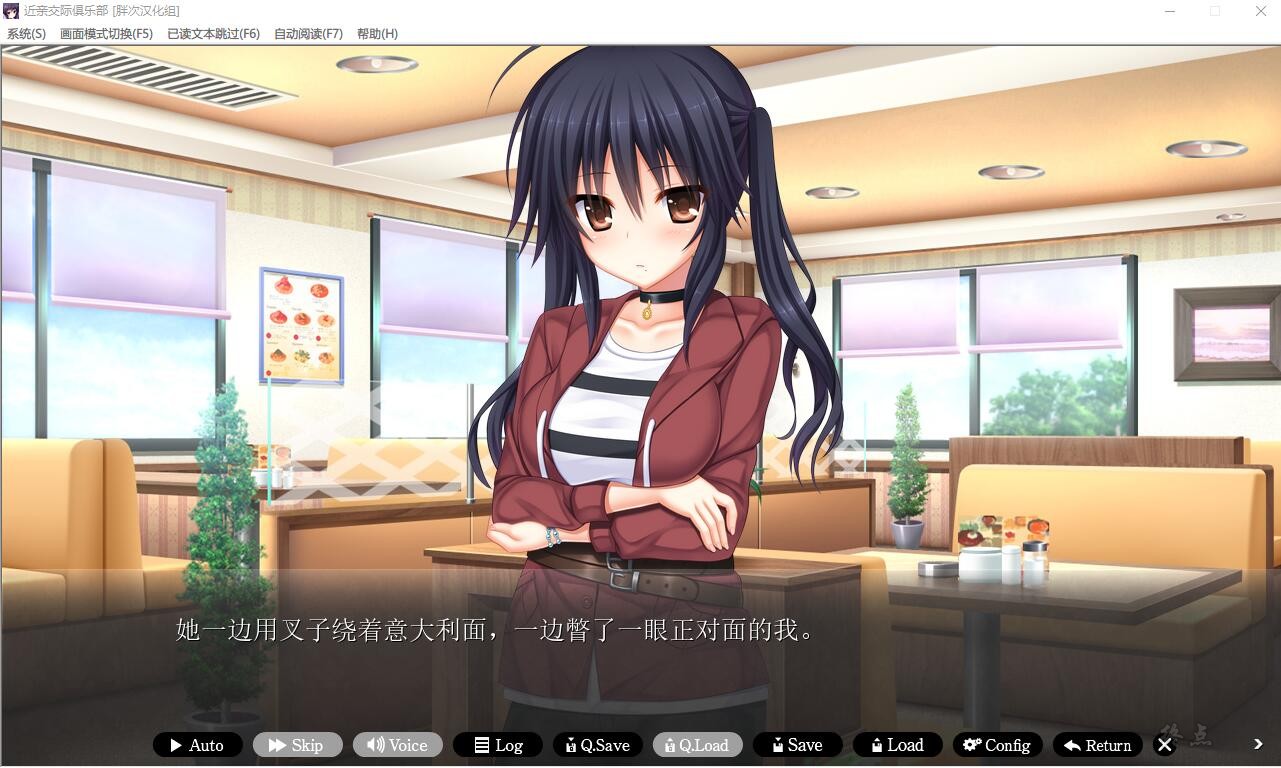 近亲交际俱乐部 [胖次汉化组]
系统(S) 画面模式切换(F5) 已读文本跳过(F6) 自动阅读(F7) 帮助(H)
她一边用叉子绕着意大利面，一边瞥了一眼正对面的我。
Auto Skip Voice Log Q.Save Q.Load Save Load Config Return